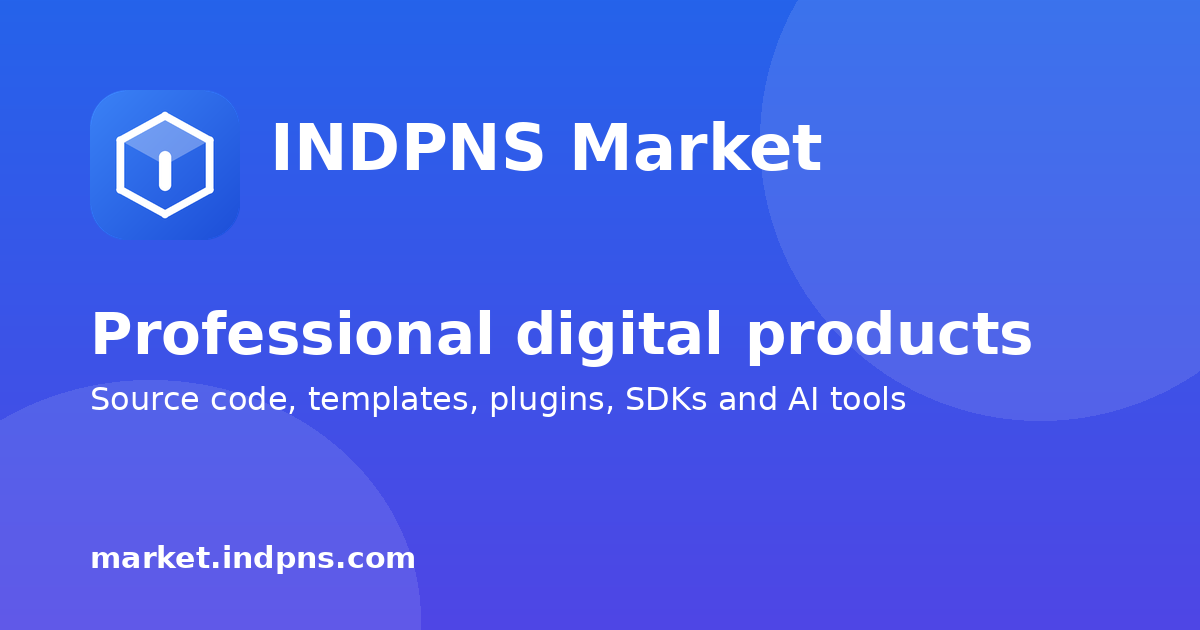 INDPNS Market
Professional digital products
Source code, templates, plugins, SDKs and AI tools
market.indpns.com